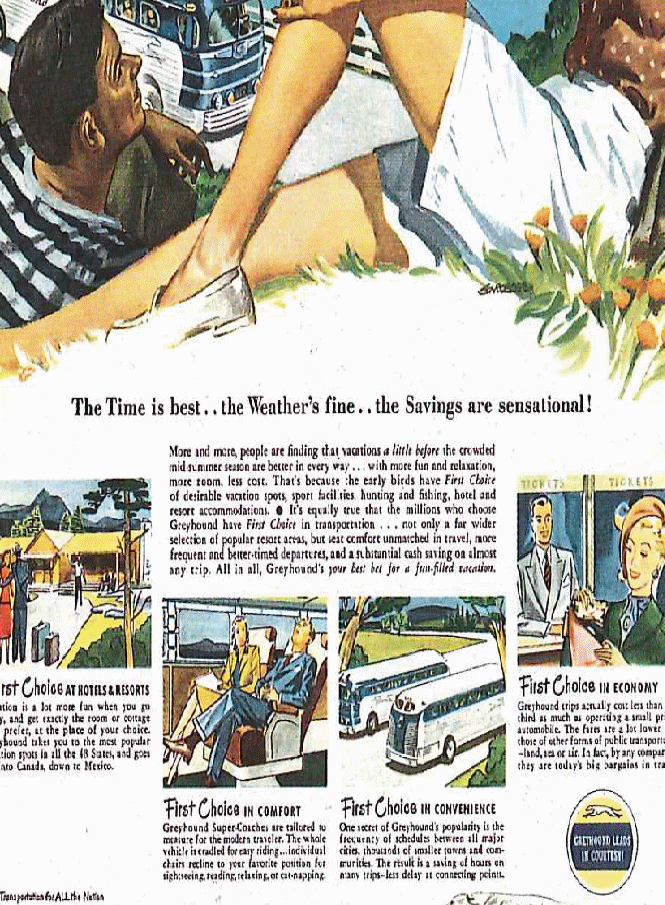 The Time is best . . the Weather's fine . . the Savings are sensational!
More and more, people are finding that vacations a little before the crowded
mid-summer season are better in every way . . . with more fun and relaxation,
more room, less cost. That's because the early birds have First Choice
of desirable vacation spots, sport facilities, hunting and fishing, hotel and
resort accommodations. ● It's equally true that the millions who choose
Greyhound have First Choice in transportation . . . not only a far wider
selection of popular resort areas, but seat comfort unmatched in travel, more
frequent and better-timed departures, and a substantial cash saving on almost
any trip. All in all, Greyhound's your best bet for a fun-filled vacation.
TICKETS TICKETS
rst Choice AT HOTELS & RESORTS
ation is a lot more fun when you go
y, and get exactly the room or cottage
prefer, at the place of your choice.
yhound takes you to the most popular
tion spots in all the 48 States, and goes
nto Canada, down to Mexico.
First Choice IN COMFORT
Greyhound Super-Coaches are tailored to
measure for the modern traveler. The whole
vehicle is cradled for easy riding...individual
chairs recline to your favorite position for
sightseeing, reading, relaxing, or cat-napping.
First Choice IN CONVENIENCE
One secret of Greyhound's popularity is the
frequency of schedules between all major
cities, thousands of smaller towns and com-
munities. The result is a saving of hours on
many trips—less delay at connecting points.
First Choice IN ECONOMY
Greyhound trips actually cost less than
third as much as operating a small pr
automobile. The fares are a lot lower
those of other forms of public transport
—land, sea or air. In fact, by any compar
they are today's big bargains in tra
GREYHOUND LEADS
IN COURTESY!
Transportation for ALL the Nation